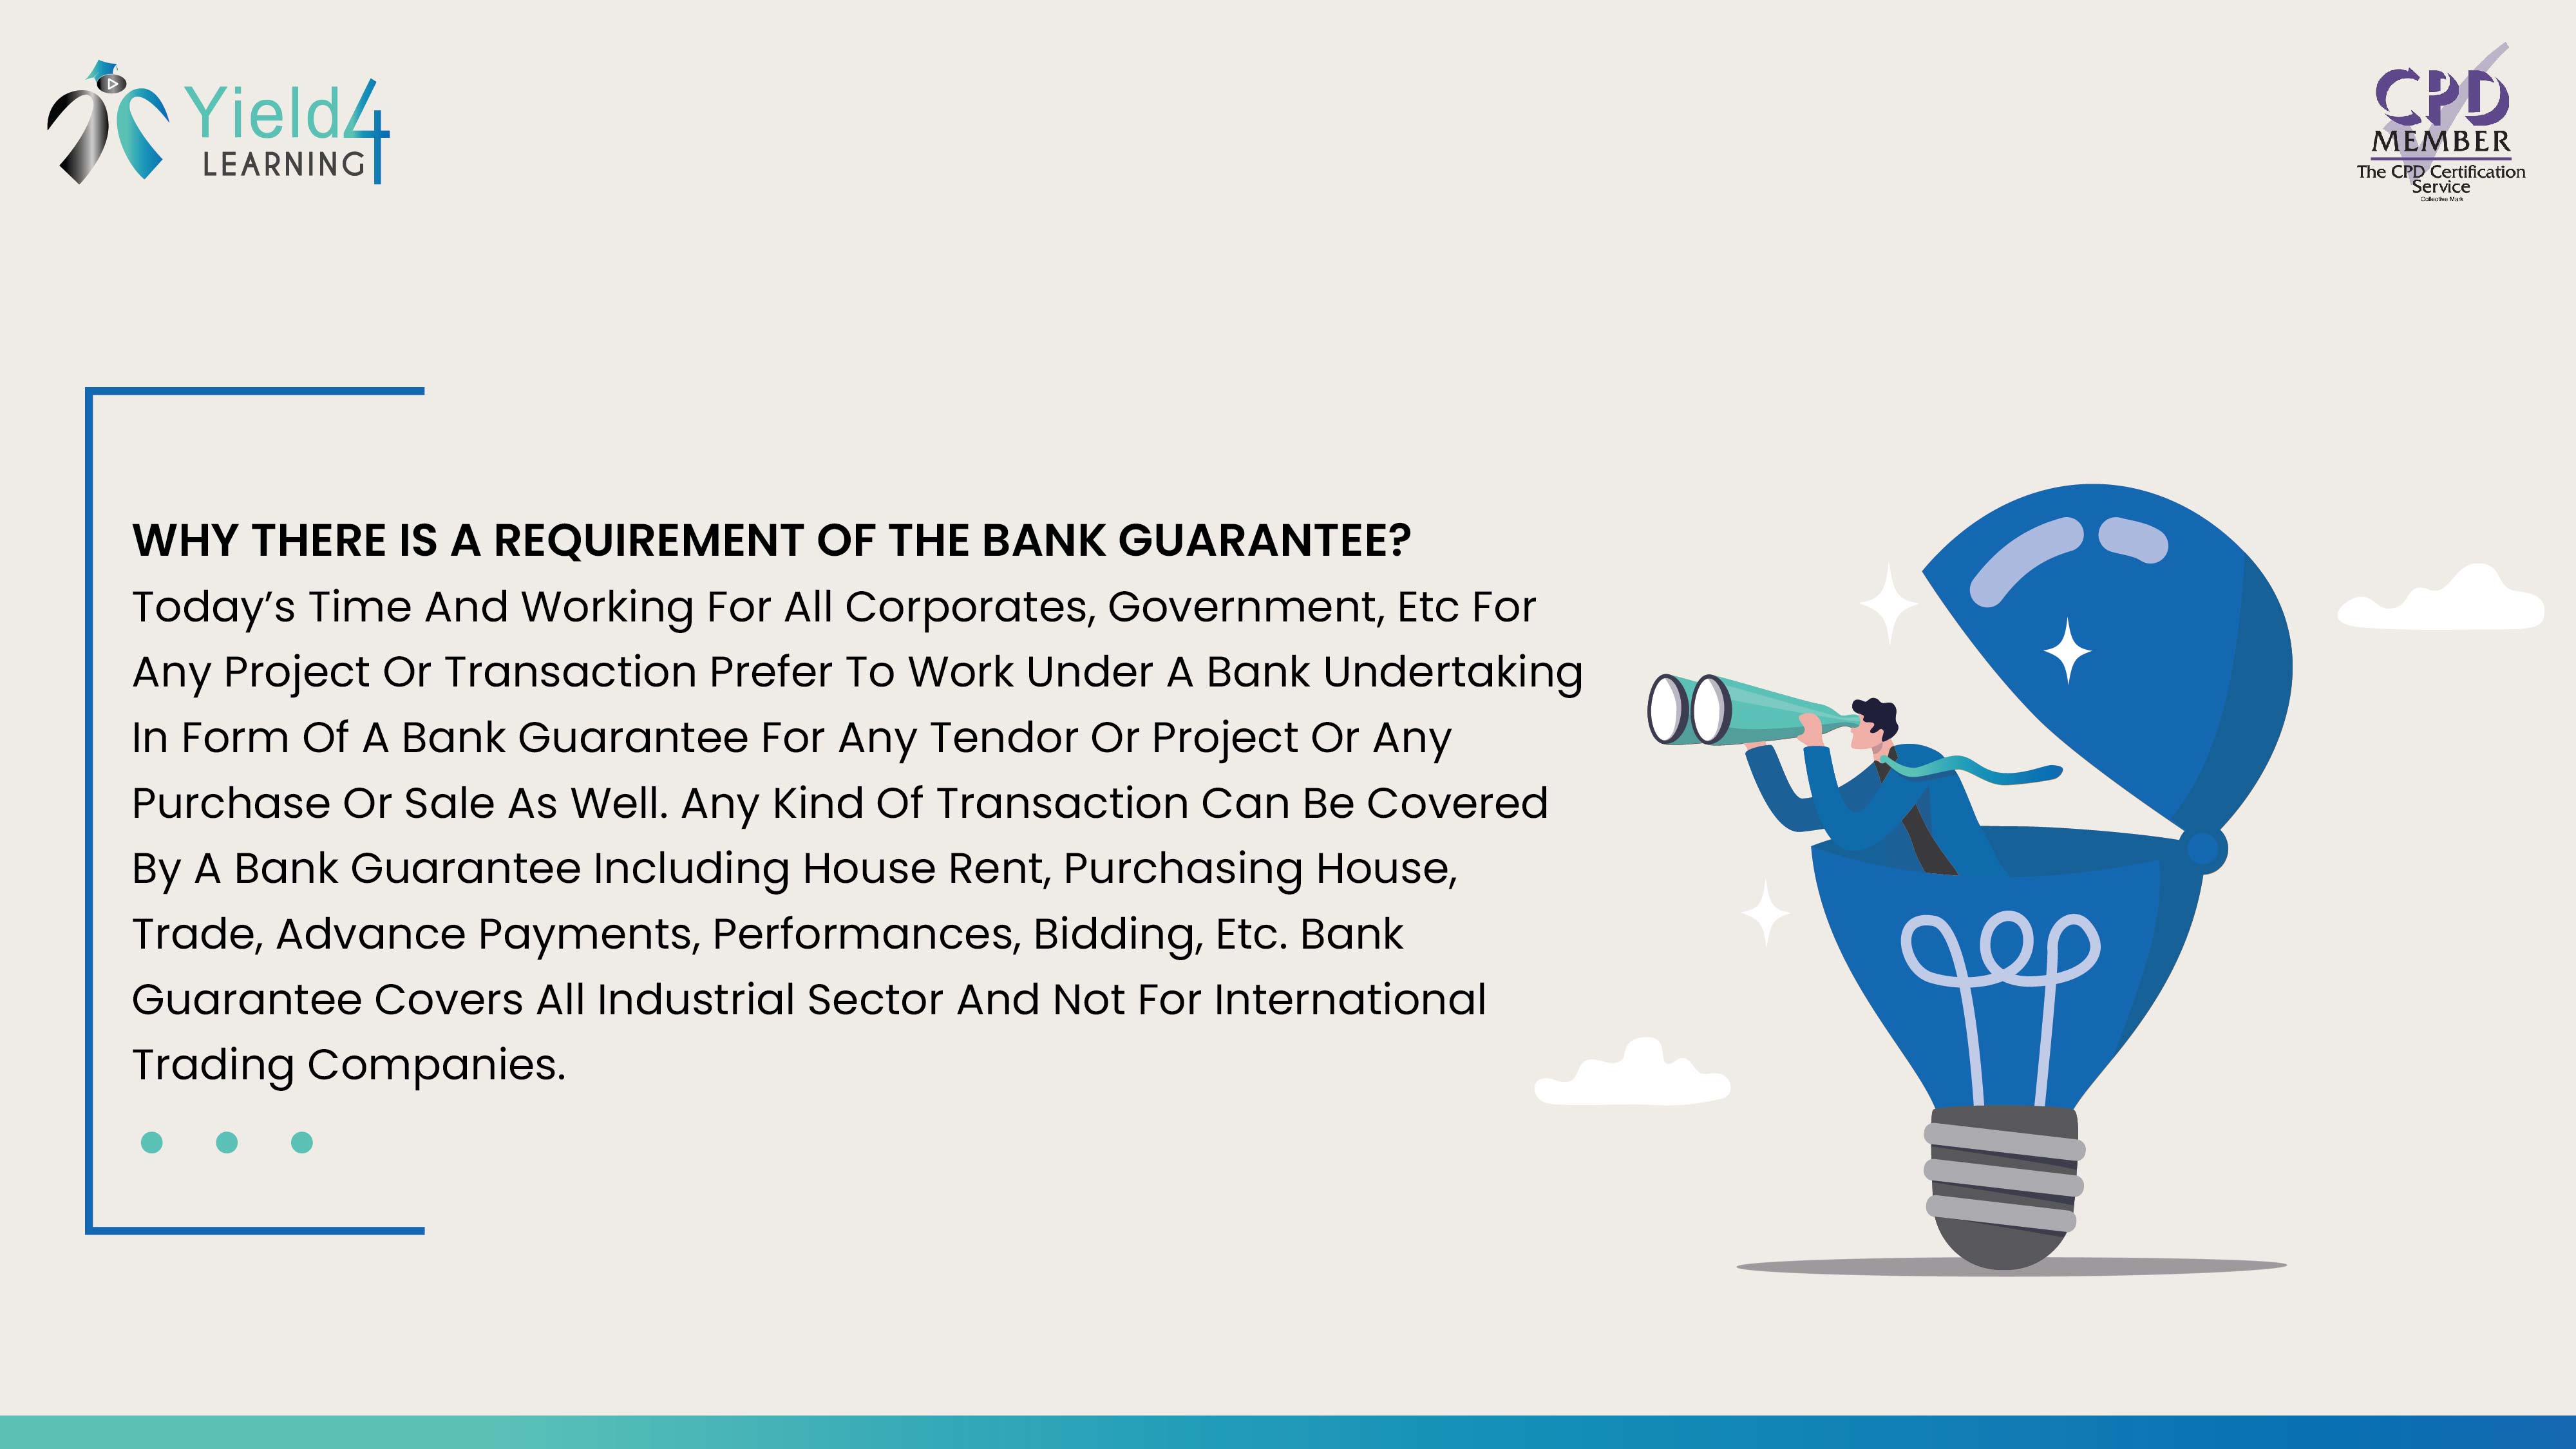 Yield4
LEARNING
CPD
MEMBER
The CPD Certification
Service
Collective Mark
WHY THERE IS A REQUIREMENT OF THE BANK GUARANTEE?
Today’s Time And Working For All Corporates, Government, Etc For
Any Project Or Transaction Prefer To Work Under A Bank Undertaking
In Form Of A Bank Guarantee For Any Tendor Or Project Or Any
Purchase Or Sale As Well. Any Kind Of Transaction Can Be Covered
By A Bank Guarantee Including House Rent, Purchasing House,
Trade, Advance Payments, Performances, Bidding, Etc. Bank
Guarantee Covers All Industrial Sector And Not For International
Trading Companies.